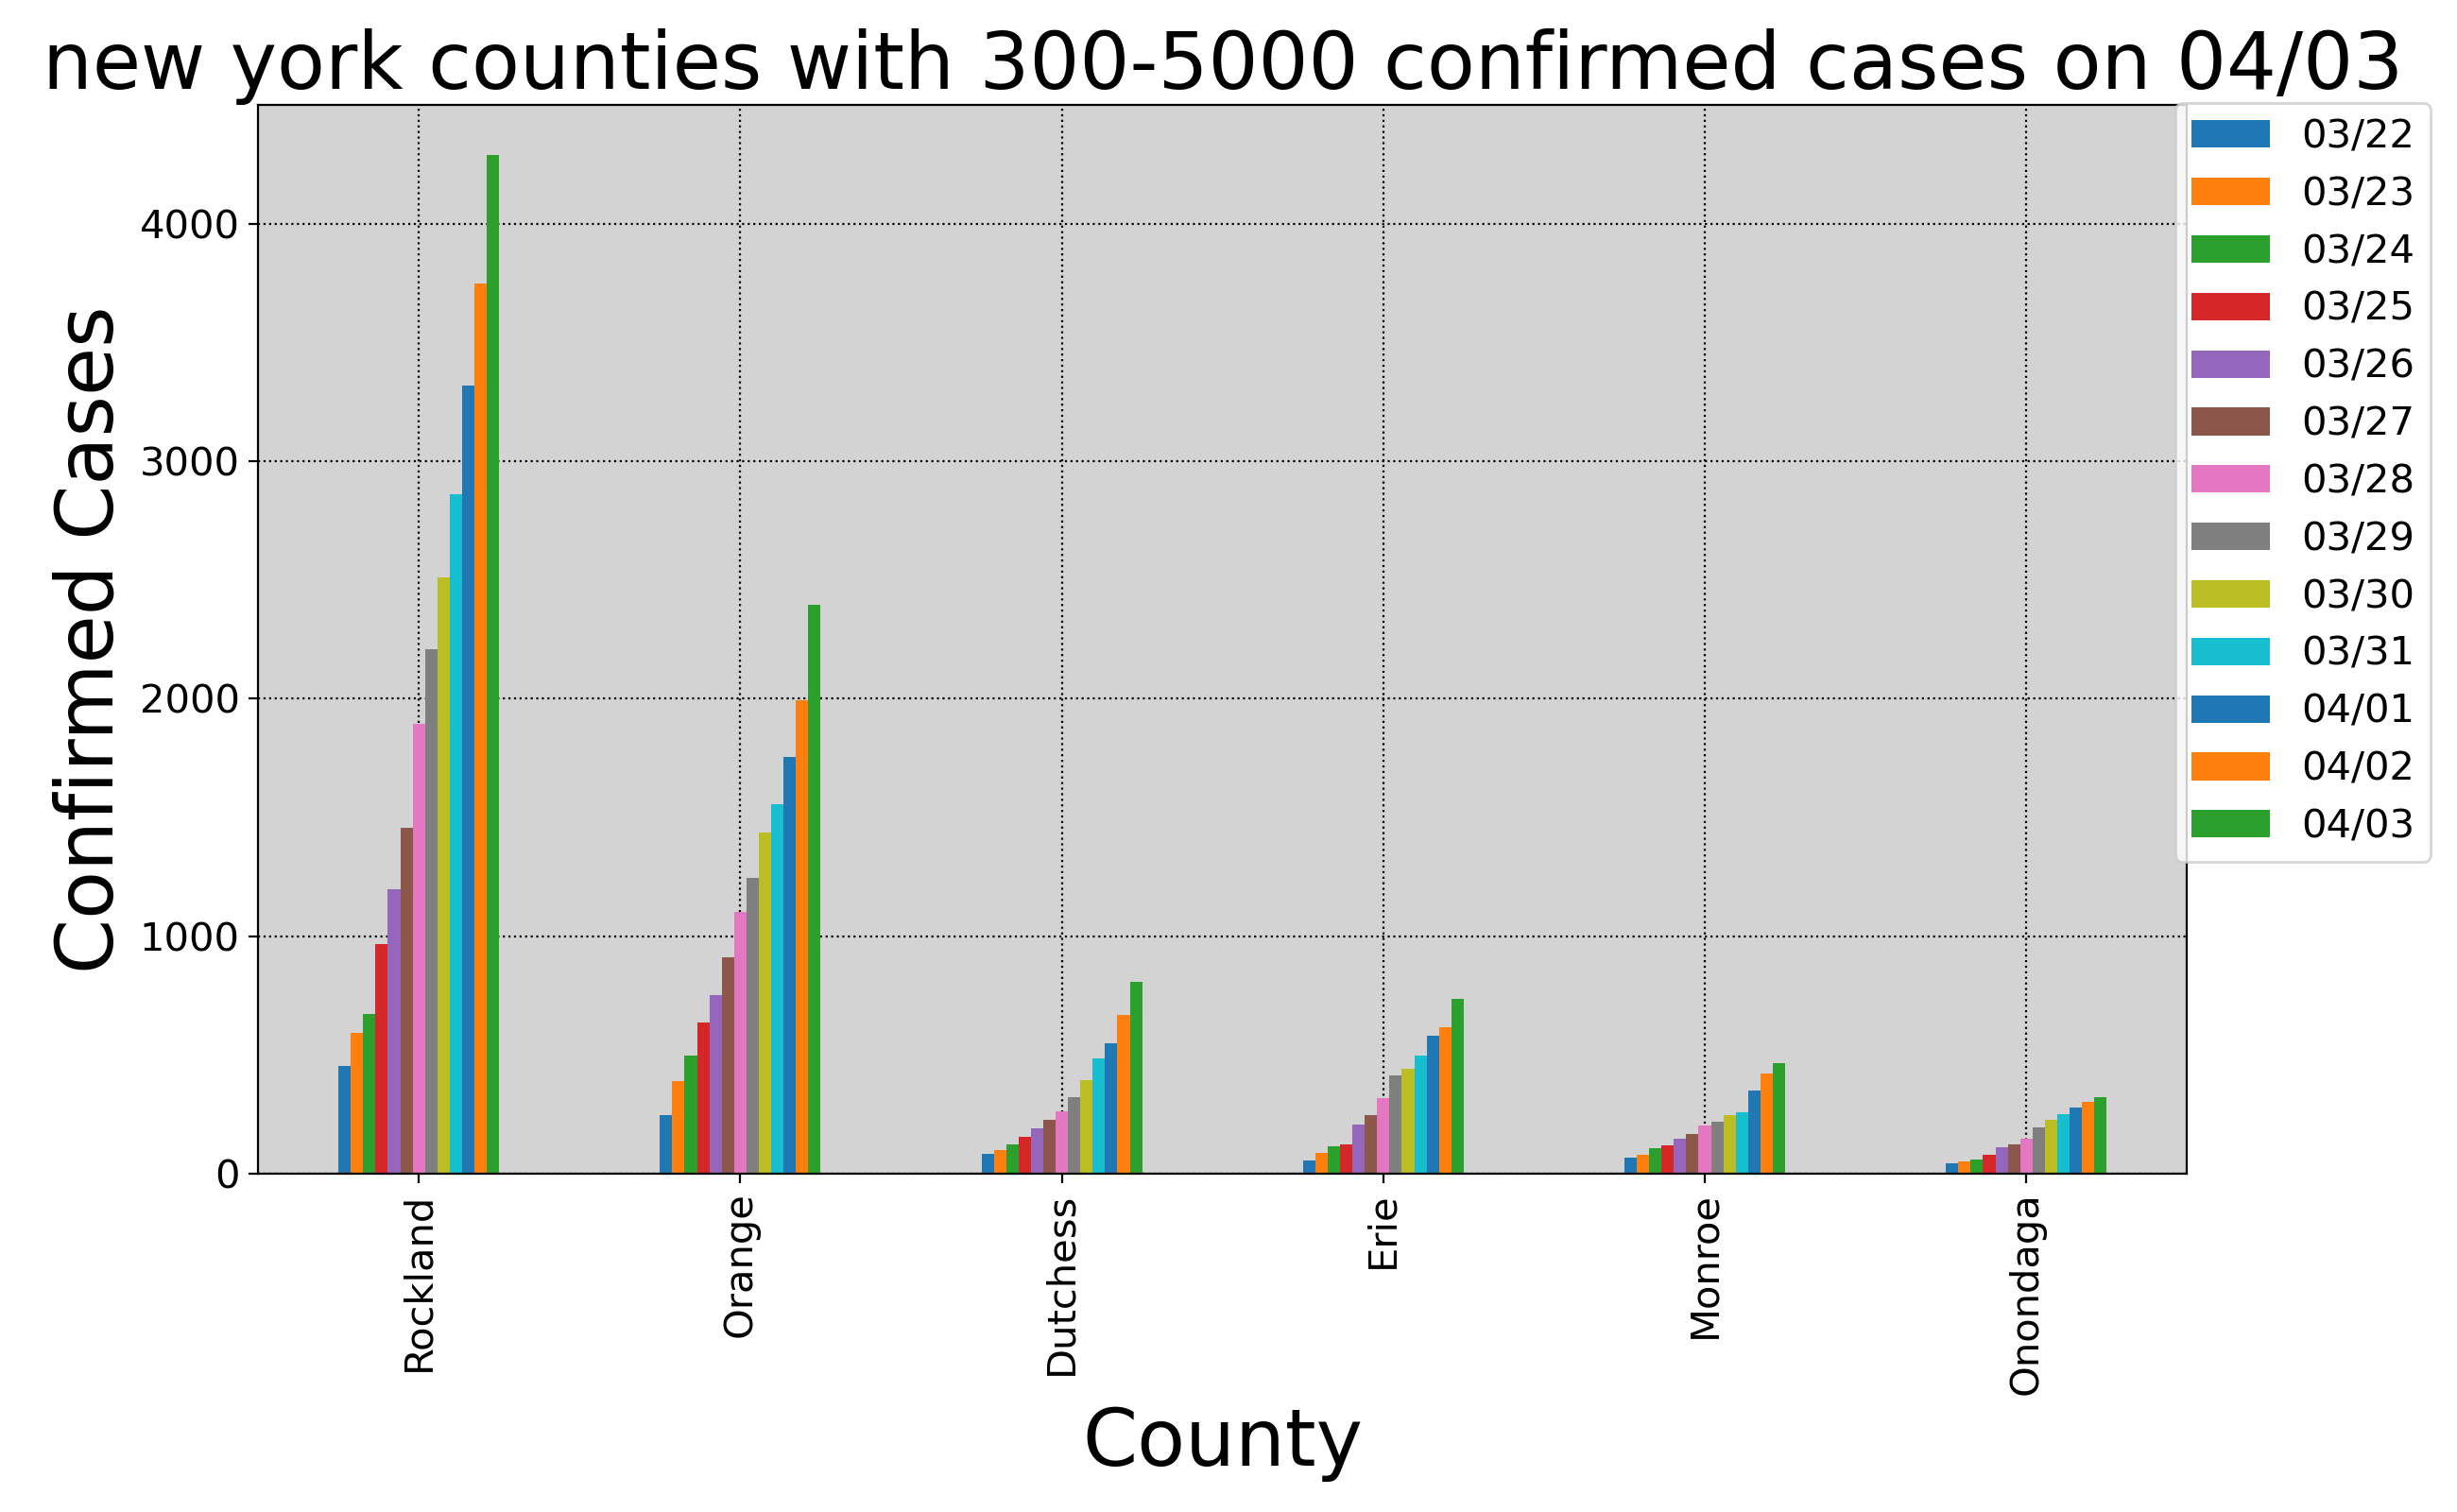 new york counties with 300-5000 confirmed cases on 04/03
Confirmed Cases
4000
3000
2000
1000
0
03/22
03/23
03/24
03/25
03/26
03/27
03/28
03/29
03/30
03/31
04/01
04/02
04/03
Rockland
Orange
Dutchess
Erie
Monroe
Onondaga
County